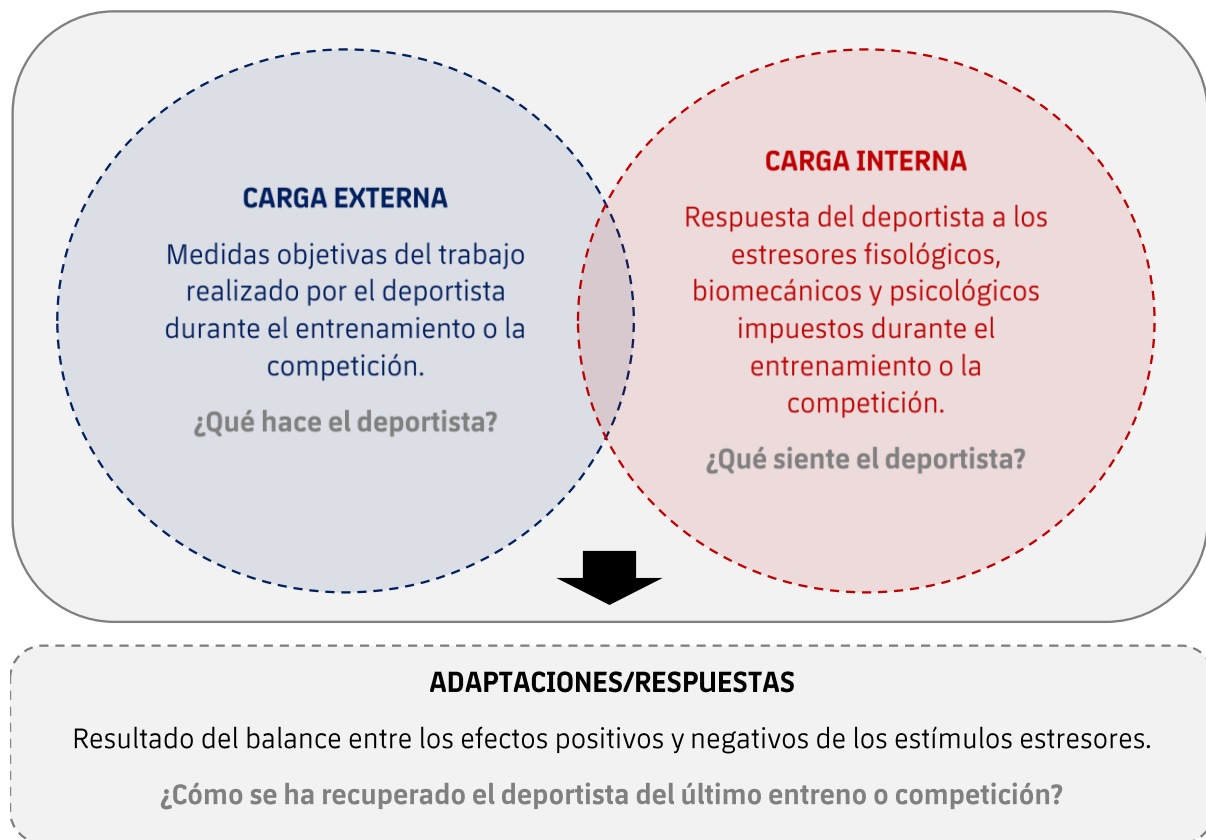 CARGA EXTERNA
Medidas objetivas del trabajo
realizado por el deportista
durante el entrenamiento o la
competición.
¿Qué hace el deportista?
CARGA INTERNA
Respuesta del deportista a los
estresores fisológicos,
biomecánicos y psicológicos
impuestos durante el
entrenamiento o la
competición.
¿Qué siente el deportista?
ADAPTACIONES/RESPUESTAS
Resultado del balance entre los efectos positivos y negativos de los estímulos estresores.
¿Cómo se ha recuperado el deportista del último entreno o competición?